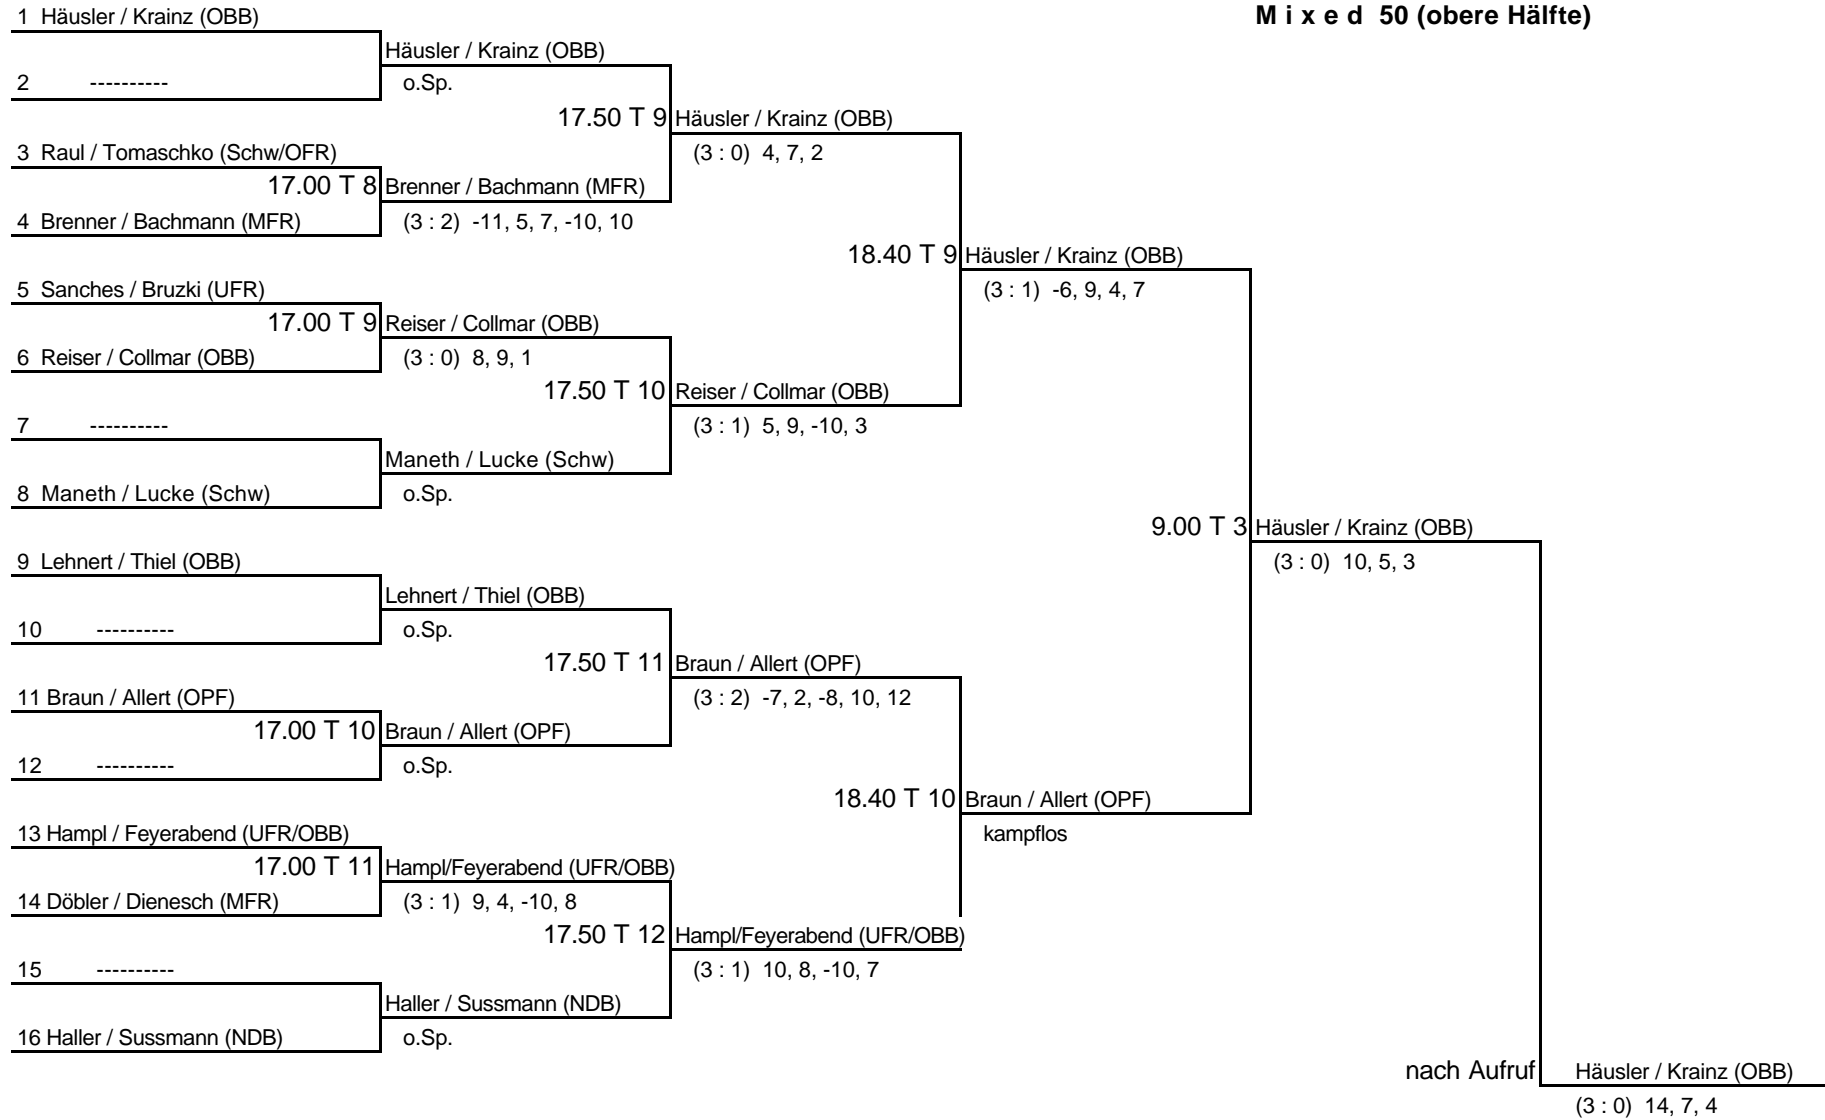 1 Häusler / Krainz (OBB)
M i x e d 50 (obere Hälfte)
Häusler / Krainz (OBB)
2 ----------
o.Sp.
17.50 T 9 Häusler / Krainz (OBB)
3 Raul / Tomaschko (Schw/OFR)
(3 : 0) 4, 7, 2
17.00 T 8 Brenner / Bachmann (MFR)
4 Brenner / Bachmann (MFR)
(3 : 2) -11, 5, 7, -10, 10
18.40 T 9 Häusler / Krainz (OBB)
5 Sanches / Bruzki (UFR)
(3 : 1) -6, 9, 4, 7
17.00 T 9 Reiser / Collmar (OBB)
6 Reiser / Collmar (OBB)
(3 : 0) 8, 9, 1
17.50 T 10 Reiser / Collmar (OBB)
7 ----------
(3 : 1) 5, 9, -10, 3
Maneth / Lucke (Schw)
8 Maneth / Lucke (Schw)
o.Sp.
9.00 T 3 Häusler / Krainz (OBB)
9 Lehnert / Thiel (OBB)
(3 : 0) 10, 5, 3
Lehnert / Thiel (OBB)
10 ----------
o.Sp.
17.50 T 11 Braun / Allert (OPF)
11 Braun / Allert (OPF)
(3 : 2) -7, 2, -8, 10, 12
17.00 T 10 Braun / Allert (OPF)
12 ----------
o.Sp.
18.40 T 10 Braun / Allert (OPF)
13 Hampl / Feyerabend (UFR/OBB)
kampflos
17.00 T 11 Hampl/Feyerabend (UFR/OBB)
14 Döbler / Dienesch (MFR)
(3 : 1) 9, 4, -10, 8
17.50 T 12 Hampl/Feyerabend (UFR/OBB)
15 ----------
(3 : 1) 10, 8, -10, 7
Haller / Sussmann (NDB)
16 Haller / Sussmann (NDB)
o.Sp.
nach Aufruf Häusler / Krainz (OBB)
(3 : 0) 14, 7, 4